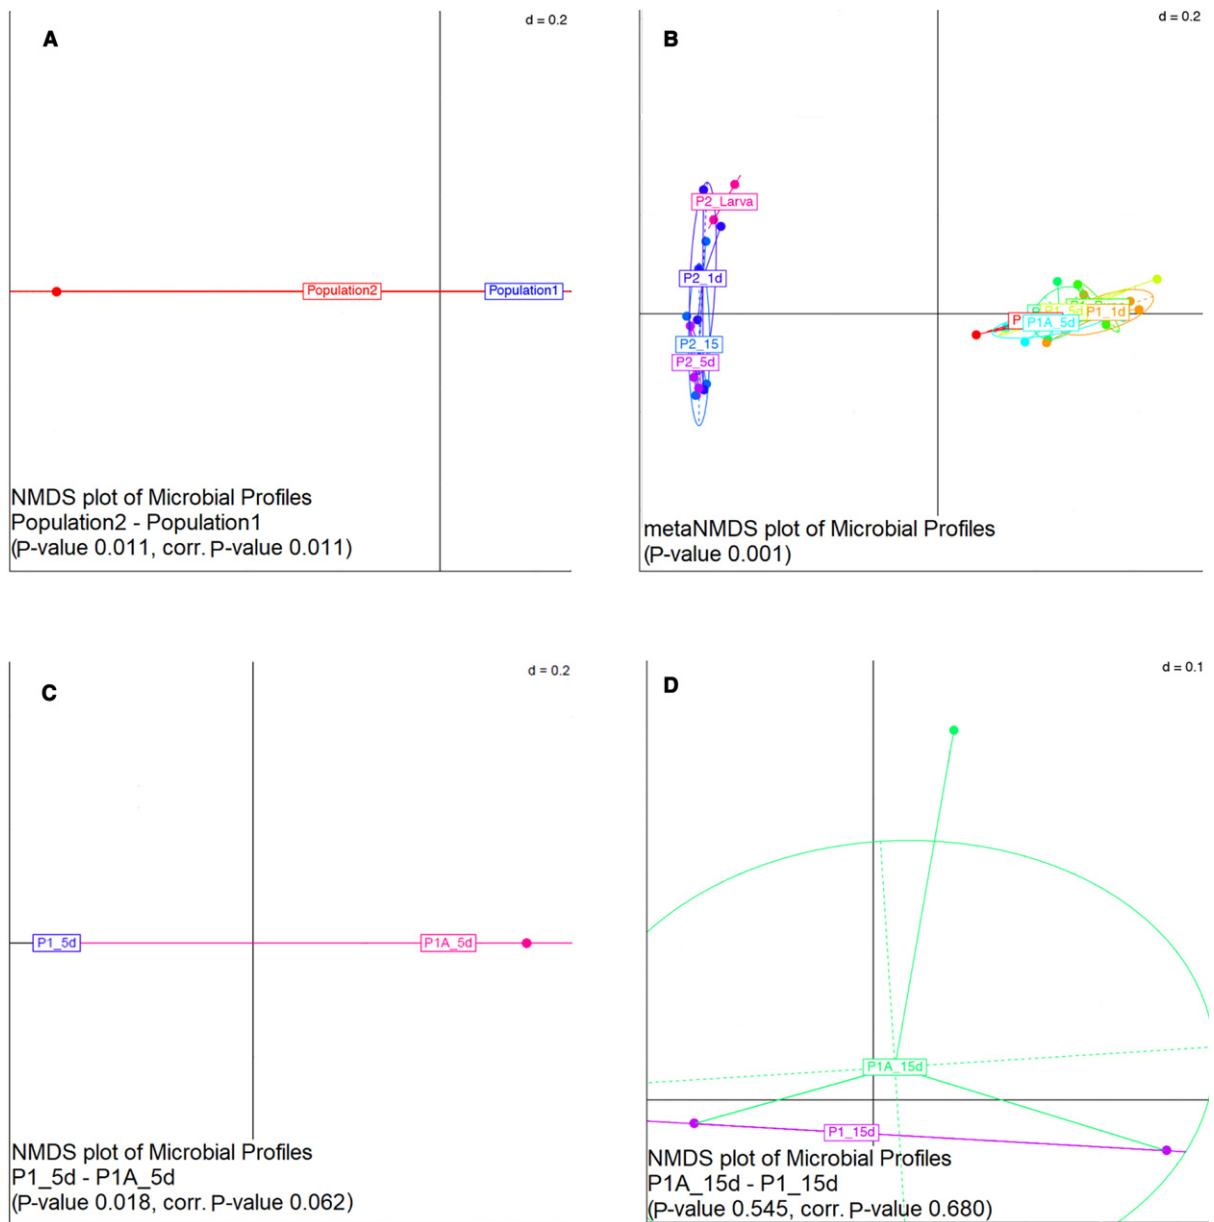 A
d = 0.2
Population2
Population1
NMDS plot of Microbial Profiles
Population2 - Population1
(P-value 0.011, corr. P-value 0.011)
B
d = 0.2
P2_Larva
P2_1d
P2_15
P2_5d
P1_5d
P1_1d
P1A_5d
metaNMDS plot of Microbial Profiles
(P-value 0.001)
C
d = 0.2
P1_5d
P1A_5d
NMDS plot of Microbial Profiles
P1_5d - P1A_5d
(P-value 0.018, corr. P-value 0.062)
D
d = 0.1
P1A_15d
P1_15d
NMDS plot of Microbial Profiles
P1A_15d - P1_15d
(P-value 0.545, corr. P-value 0.680)